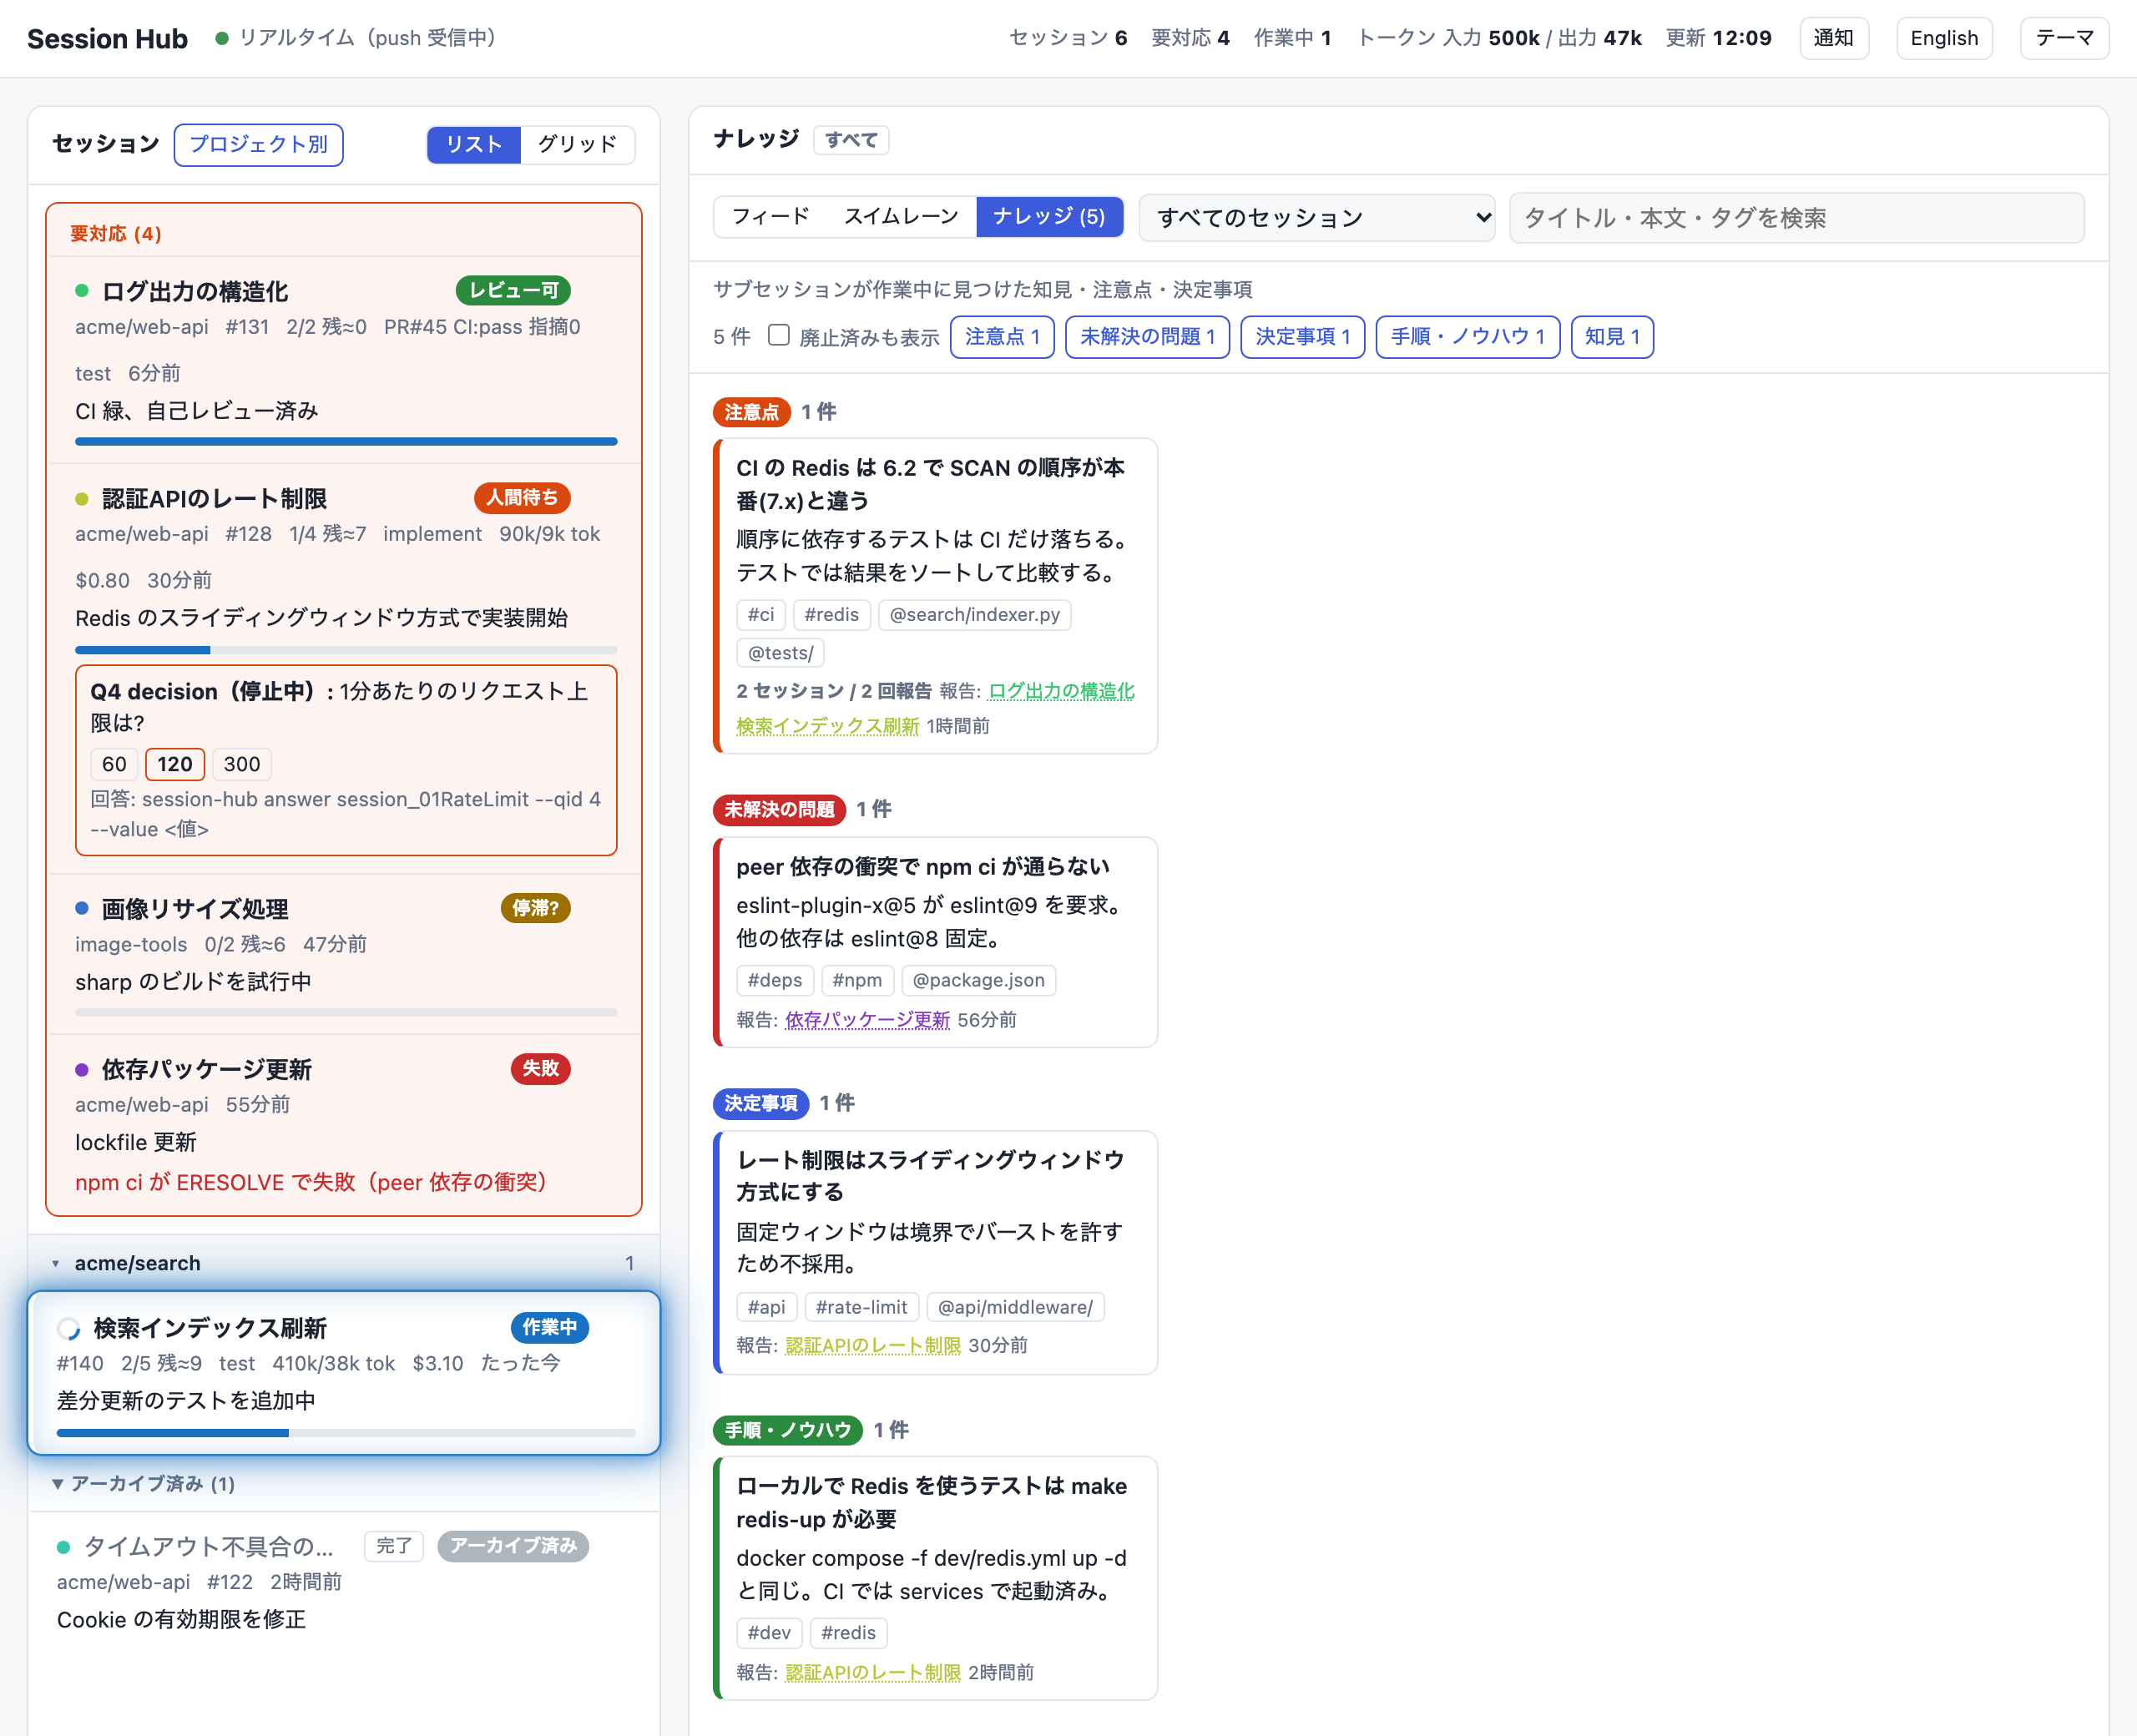 Session Hub
リアルタイム（push 受信中）
セッション 6 要対応 4 作業中 1 トークン 入力 500k / 出力 47k 更新 12:09
通知
English
テーマ
セッション
プロジェクト別
リスト
グリッド
要対応 (4)
ログ出力の構造化
レビュー可
acme/web-api #131 2/2 残≈0 PR#45 CI:pass 指摘0
test 6分前
CI 緑、自己レビュー済み
認証APIのレート制限
人間待ち
acme/web-api #128 1/4 残≈7 implement 90k/9k tok
$0.80 30分前
Redis のスライディングウィンドウ方式で実装開始
Q4 decision（停止中）: 1分あたりのリクエスト上
限は?
60 120 300
回答: session-hub answer session_01RateLimit --qid 4
--value <値>
画像リサイズ処理
停滞?
image-tools 0/2 残≈6 47分前
sharp のビルドを試行中
依存パッケージ更新
失敗
acme/web-api 55分前
lockfile 更新
npm ci が ERESOLVE で失敗（peer 依存の衝突）
▾ acme/search 1
検索インデックス刷新
作業中
#140 2/5 残≈9 test 410k/38k tok $3.10 たった今
差分更新のテストを追加中
▼ アーカイブ済み (1)
タイムアウト不具合の...
完了
アーカイブ済み
acme/web-api #122 2時間前
Cookie の有効期限を修正
ナレッジ
すべて
フィード
スイムレーン
ナレッジ (5)
すべてのセッション
タイトル・本文・タグを検索
サブセッションが作業中に見つけた知見・注意点・決定事項
5 件 廃止済みも表示 注意点 1 未解決の問題 1 決定事項 1 手順・ノウハウ 1 知見 1
注意点 1 件
CI の Redis は 6.2 で SCAN の順序が本
番(7.x)と違う
順序に依存するテストは CI だけ落ちる。
テストでは結果をソートして比較する。
#ci #redis @search/indexer.py
@tests/
2 セッション / 2 回報告 報告: ログ出力の構造化
検索インデックス刷新 1時間前
未解決の問題 1 件
peer 依存の衝突で npm ci が通らない
eslint-plugin-x@5 が eslint@9 を要求。
他の依存は eslint@8 固定。
#deps #npm @package.json
報告: 依存パッケージ更新 56分前
決定事項 1 件
レート制限はスライディングウィンドウ
方式にする
固定ウィンドウは境界でバーストを許す
ため不採用。
#api #rate-limit @api/middleware/
報告: 認証APIのレート制限 30分前
手順・ノウハウ 1 件
ローカルで Redis を使うテストは make
redis-up が必要
docker compose -f dev/redis.yml up -d
と同じ。CI では services で起動済み。
#dev #redis
報告: 認証APIのレート制限 2時間前